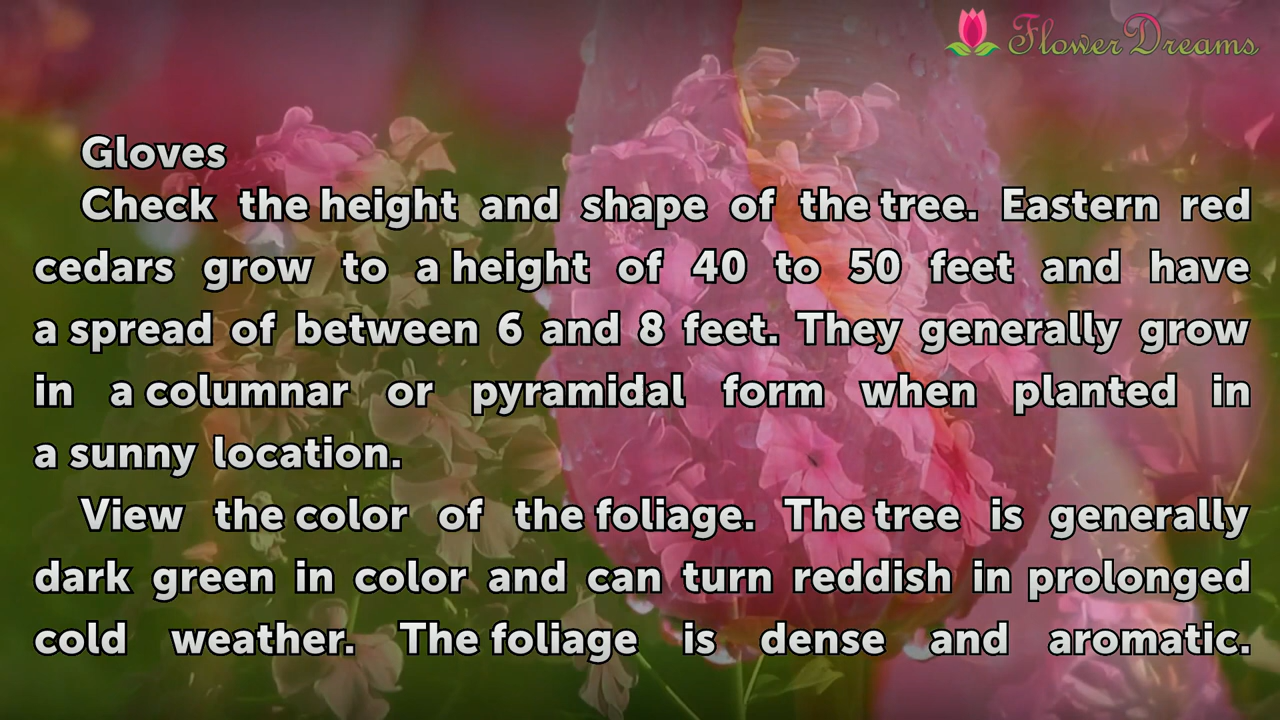 Flower Dreams
Gloves
Check the height and shape of the tree. Eastern red
cedars grow to a height of 40 to 50 feet and have
a spread of between 6 and 8 feet. They generally grow
in a columnar or pyramidal form when planted in
a sunny location.
View the color of the foliage. The tree is generally
dark green in color and can turn reddish in prolonged
cold weather. The foliage is dense and aromatic.